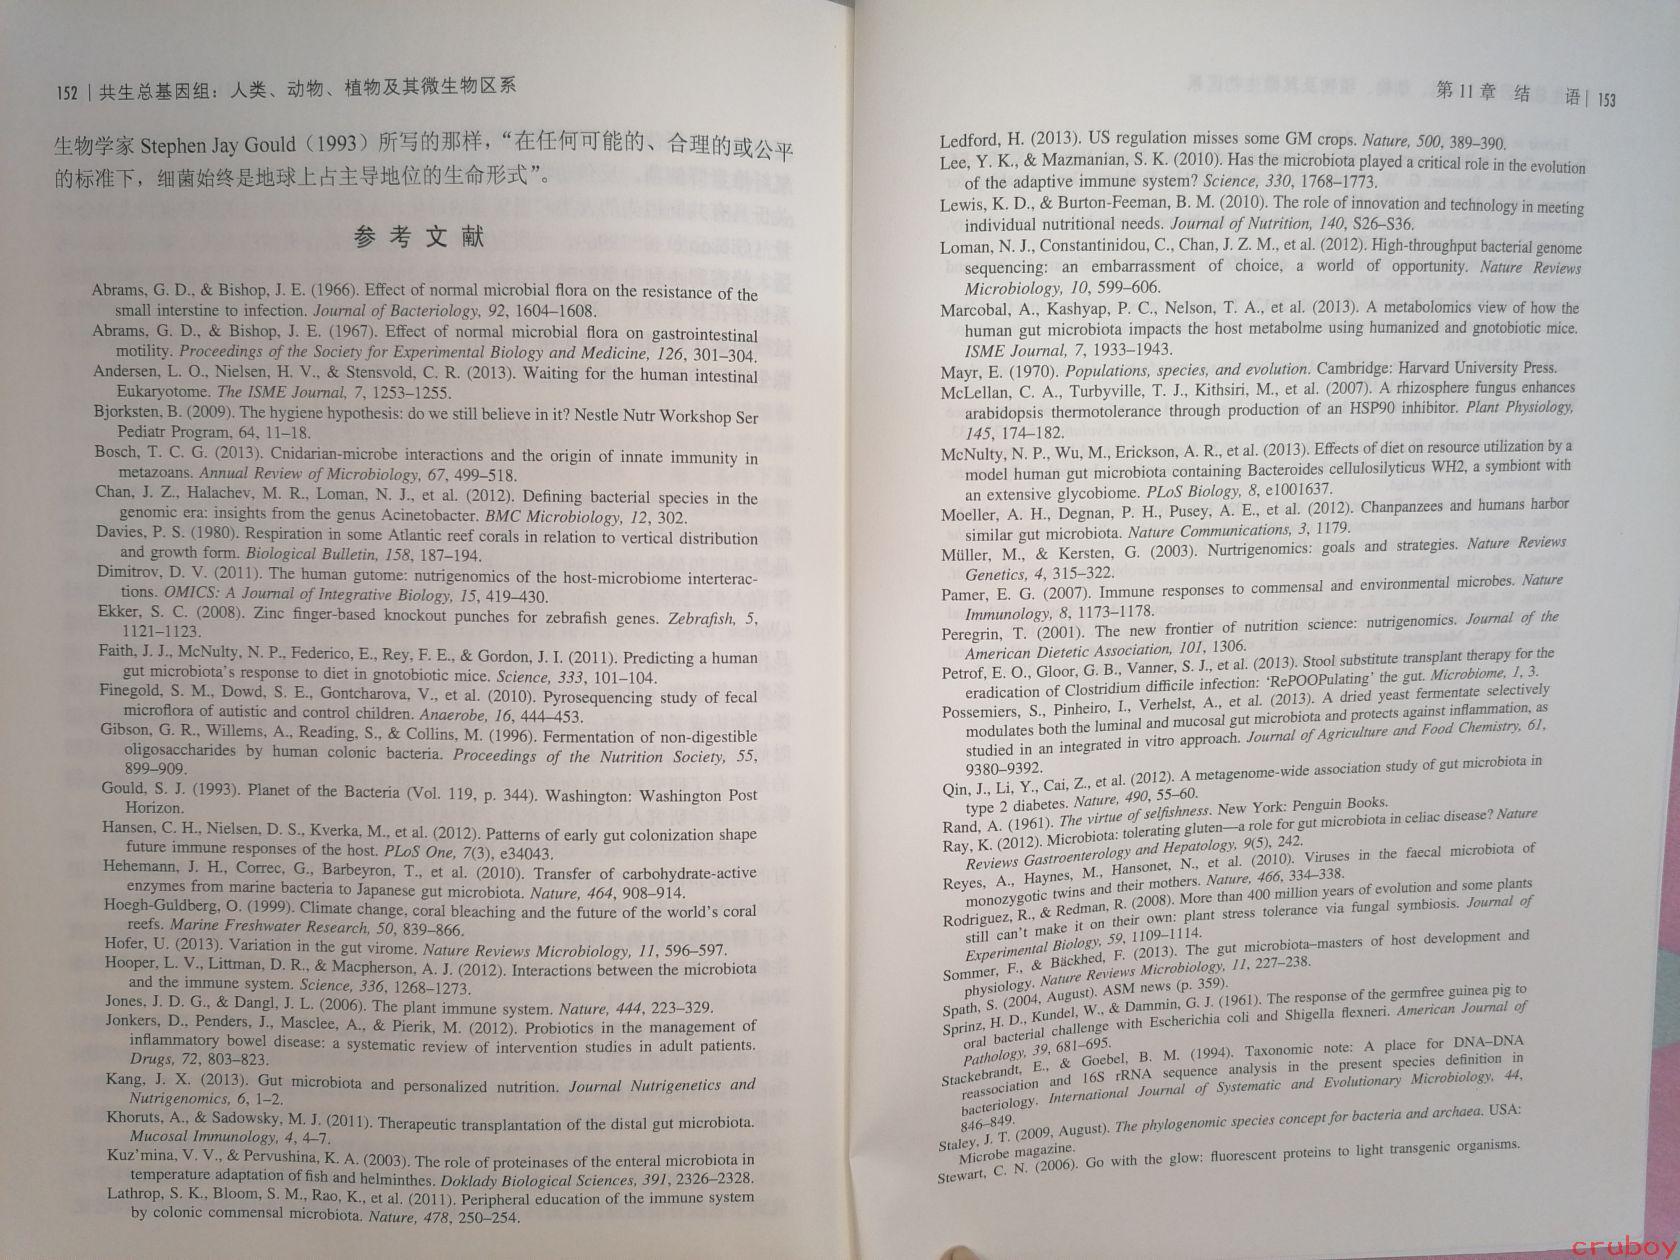 152 | 共生总基因组：人类、动物、植物及其微生物区系
生物学家 Stephen Jay Gould（1993）所写的那样，“在任何可能的、合理的或公平
的标准下，细菌始终是地球上占主导地位的生命形式”。
参考文献
Abrams, G. D., & Bishop, J. E. (1966). Effect of normal microbial flora on the resistance of the
small interstine to infection. Journal of Bacteriology, 92, 1604–1608.
Abrams, G. D., & Bishop, J. E. (1967). Effect of normal microbial flora on gastrointestinal
motility. Proceedings of the Society for Experimental Biology and Medicine, 126, 301–304.
Andersen, L. O., Nielsen, H. V., & Stensvold, C. R. (2013). Waiting for the human intestinal
Eukaryotome. The ISME Journal, 7, 1253–1255.
Bjorksten, B. (2009). The hygiene hypothesis: do we still believe in it? Nestle Nutr Workshop Ser
Pediatr Program, 64, 11–18.
Bosch, T. C. G. (2013). Cnidarian-microbe interactions and the origin of innate immunity in
metazoans. Annual Review of Microbiology, 67, 499–518.
Chan, J. Z., Halachev, M. R., Loman, N. J., et al. (2012). Defining bacterial species in the
genomic era: insights from the genus Acinetobacter. BMC Microbiology, 12, 302.
Davies, P. S. (1980). Respiration in some Atlantic reef corals in relation to vertical distribution
and growth form. Biological Bulletin, 158, 187–194.
Dimitrov, D. V. (2011). The human gutome: nutrigenomics of the host-microbiome interterac-
tions. OMICS: A Journal of Integrative Biology, 15, 419–430.
Ekker, S. C. (2008). Zinc finger-based knockout punches for zebrafish genes. Zebrafish, 5,
1121–1123.
Faith, J. J., McNulty, N. P., Federico, E., Rey, F. E., & Gordon, J. I. (2011). Predicting a human
gut microbiota's response to diet in gnotobiotic mice. Science, 333, 101–104.
Finegold, S. M., Dowd, S. E., Gontcharova, V., et al. (2010). Pyrosequencing study of fecal
microflora of autistic and control children. Anaerobe, 16, 444–453.
Gibson, G. R., Willems, A., Reading, S., & Collins, M. (1996). Fermentation of non-digestible
oligosaccharides by human colonic bacteria. Proceedings of the Nutrition Society, 55,
899–909.
Gould, S. J. (1993). Planet of the Bacteria (Vol. 119, p. 344). Washington: Washington Post
Horizon.
Hansen, C. H., Nielsen, D. S., Kverka, M., et al. (2012). Patterns of early gut colonization shape
future immune responses of the host. PLoS One, 7(3), e34043.
Hehemann, J. H., Correc, G., Barbeyron, T., et al. (2010). Transfer of carbohydrate-active
enzymes from marine bacteria to Japanese gut microbiota. Nature, 464, 908–914.
Hoegh-Guldberg, O. (1999). Climate change, coral bleaching and the future of the world's coral
reefs. Marine Freshwater Research, 50, 839–866.
Hofer, U. (2013). Variation in the gut virome. Nature Reviews Microbiology, 11, 596–597.
Hooper, L. V., Littman, D. R., & Macpherson, A. J. (2012). Interactions between the microbiota
and the immune system. Science, 336, 1268–1273.
Jones, J. D. G., & Dangl, J. L. (2006). The plant immune system. Nature, 444, 223–329.
Jonkers, D., Penders, J., Masclee, A., & Pierik, M. (2012). Probiotics in the management of
inflammatory bowel disease: a systematic review of intervention studies in adult patients.
Drugs, 72, 803–823.
Kang, J. X. (2013). Gut microbiota and personalized nutrition. Journal Nutrigenetics and
Nutrigenomics, 6, 1–2.
Khoruts, A., & Sadowsky, M. J. (2011). Therapeutic transplantation of the distal gut microbiota.
Mucosal Immunology, 4, 4–7.
Kuz'mina, V. V., & Pervushina, K. A. (2003). The role of proteinases of the enteral microbiota in
temperature adaptation of fish and helminthes. Doklady Biological Sciences, 391, 2326–2328.
Lathrop, S. K., Bloom, S. M., Rao, K., et al. (2011). Peripheral education of the immune system
by colonic commensal microbiota. Nature, 478, 250–254.
第 11 章 结 语 | 153
Ledford, H. (2013). US regulation misses some GM crops. Nature, 500, 389–390.
Lee, Y. K., & Mazmanian, S. K. (2010). Has the microbiota played a critical role in the evolution
of the adaptive immune system? Science, 330, 1768–1773.
Lewis, K. D., & Burton-Feeman, B. M. (2010). The role of innovation and technology in meeting
individual nutritional needs. Journal of Nutrition, 140, S26–S36.
Loman, N. J., Constantinidou, C., Chan, J. Z. M., et al. (2012). High-throughput bacterial genome
sequencing: an embarrassment of choice, a world of opportunity. Nature Reviews
Microbiology, 10, 599–606.
Marcobal, A., Kashyap, P. C., Nelson, T. A., et al. (2013). A metabolomics view of how the
human gut microbiota impacts the host metabolme using humanized and gnotobiotic mice.
ISME Journal, 7, 1933–1943.
Mayr, E. (1970). Populations, species, and evolution. Cambridge: Harvard University Press.
McLellan, C. A., Turbyville, T. J., Kithsiri, M., et al. (2007). A rhizosphere fungus enhances
arabidopsis thermotolerance through production of an HSP90 inhibitor. Plant Physiology,
145, 174–182.
McNulty, N. P., Wu, M., Erickson, A. R., et al. (2013). Effects of diet on resource utilization by a
model human gut microbiota containing Bacteroides cellulosilyticus WH2, a symbiont with
an extensive glycobiome. PLoS Biology, 8, e1001637.
Moeller, A. H., Degnan, P. H., Pusey, A. E., et al. (2012). Chanpanzees and humans harbor
similar gut microbiota. Nature Communications, 3, 1179.
Müller, M., & Kersten, G. (2003). Nurtrigenomics: goals and strategies. Nature Reviews
Genetics, 4, 315–322.
Pamer, E. G. (2007). Immune responses to commensal and environmental microbes. Nature
Immunology, 8, 1173–1178.
Peregrin, T. (2001). The new frontier of nutrition science: nutrigenomics. Journal of the
American Dietetic Association, 101, 1306.
Petrof, E. O., Gloor, G. B., Vanner, S. J., et al. (2013). Stool substitute transplant therapy for the
eradication of Clostridium difficile infection: ‘RePOOPulating’ the gut. Microbiome, 1, 3.
Possemiers, S., Pinheiro, I., Verhelst, A., et al. (2013). A dried yeast fermentate selectively
modulates both the luminal and mucosal gut microbiota and protects against inflammation, as
studied in an integrated in vitro approach. Journal of Agriculture and Food Chemistry, 61,
9380–9392.
Qin, J., Li, Y., Cai, Z., et al. (2012). A metagenome-wide association study of gut microbiota in
type 2 diabetes. Nature, 490, 55–60.
Rand, A. (1961). The virtue of selfishness. New York: Penguin Books.
Ray, K. (2012). Microbiota: tolerating gluten—a role for gut microbiota in celiac disease? Nature
Reviews Gastroenterology and Hepatology, 9(5), 242.
Reyes, A., Haynes, M., Hansonet, N., et al. (2010). Viruses in the faecal microbiota of
monozygotic twins and their mothers. Nature, 466, 334–338.
Rodriguez, R., & Redman, R. (2008). More than 400 million years of evolution and some plants
still can't make it on their own: plant stress tolerance via fungal symbiosis. Journal of
Experimental Biology, 59, 1109–1114.
Sommer, F., & Bäckhed, F. (2013). The gut microbiota–masters of host development and
physiology. Nature Reviews Microbiology, 11, 227–238.
Spath, S. (2004, August). ASM news (p. 359).
Sprinz, H. D., Kundel, W., & Dammin, G. J. (1961). The response of the germfree guinea pig to
oral bacterial challenge with Escherichia coli and Shigella flexneri. American Journal of
Pathology, 39, 681–695.
Stackebrandt, E., & Goebel, B. M. (1994). Taxonomic note: A place for DNA–DNA
reassociation and 16S rRNA sequence analysis in the present species definition in
bacteriology. International Journal of Systematic and Evolutionary Microbiology, 44,
846–849.
Staley, J. T. (2009, August). The phylogenomic species concept for bacteria and archaea. USA:
Microbe magazine.
Stewart, C. N. (2006). Go with the glow: fluorescent proteins to light transgenic organisms.
cruboy